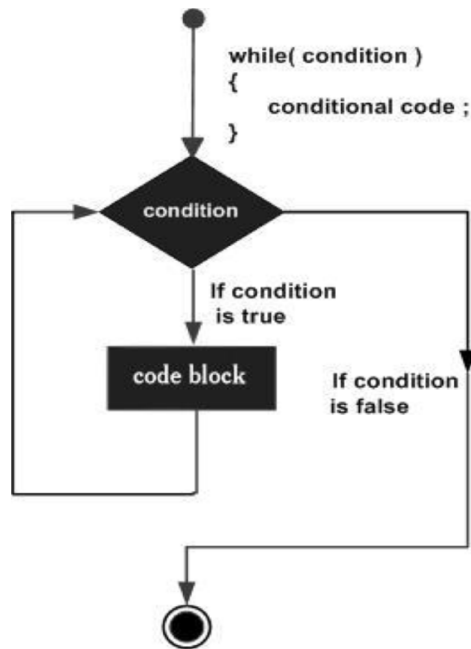 while( condition )
{
conditional code ;
}
condition
If condition
is true
code block
If condition
is false